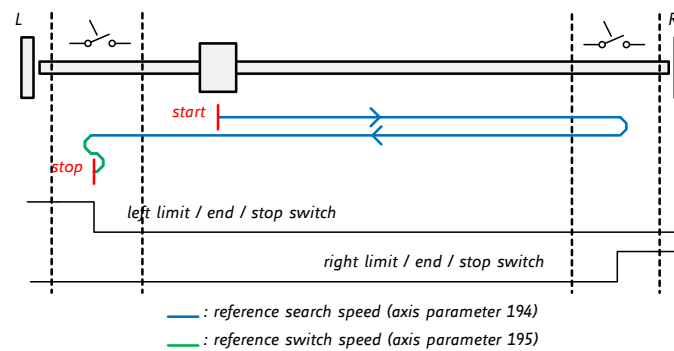 L
R
start
stop
left limit / end / stop switch
right limit / end / stop switch
: reference search speed (axis parameter 194)
: reference switch speed (axis parameter 195)